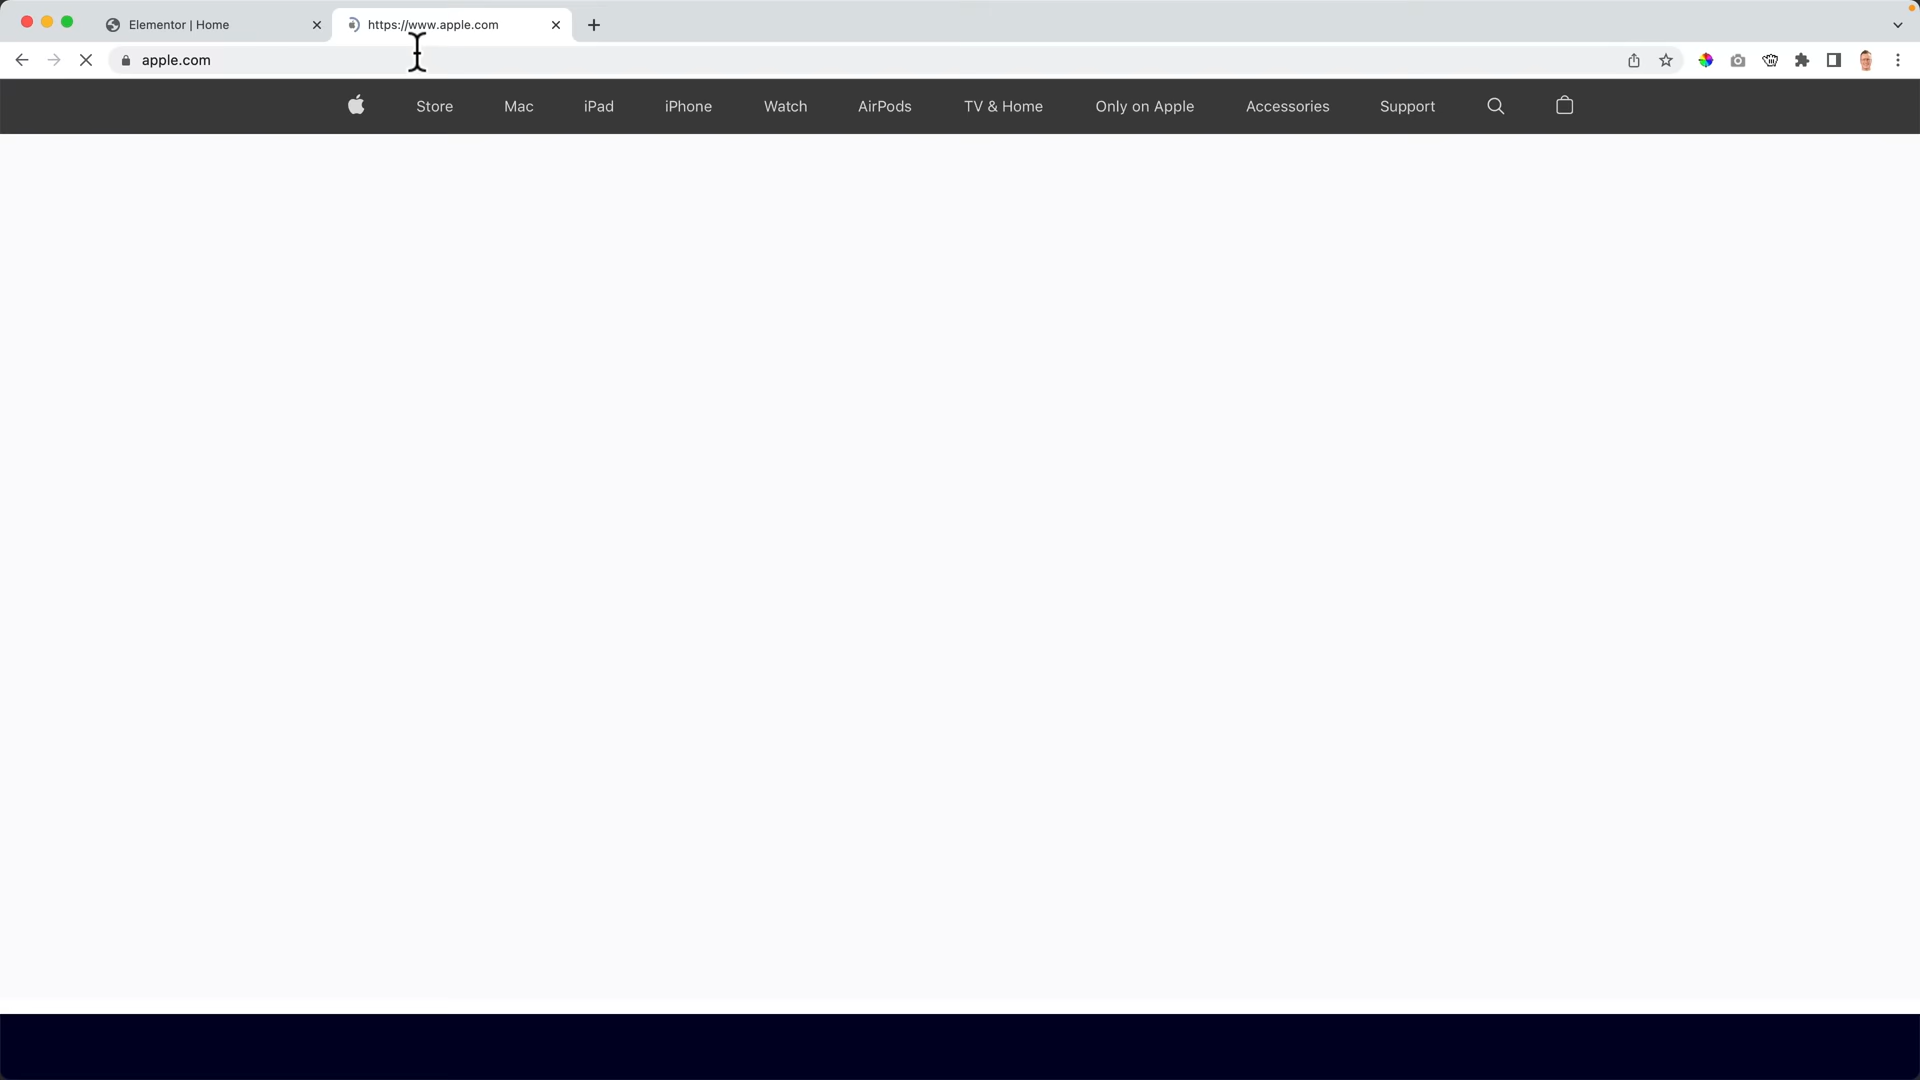 Elementor | Home
https://www.apple.com
apple.com
Store Mac iPad iPhone Watch AirPods TV & Home Only on Apple Accessories Support